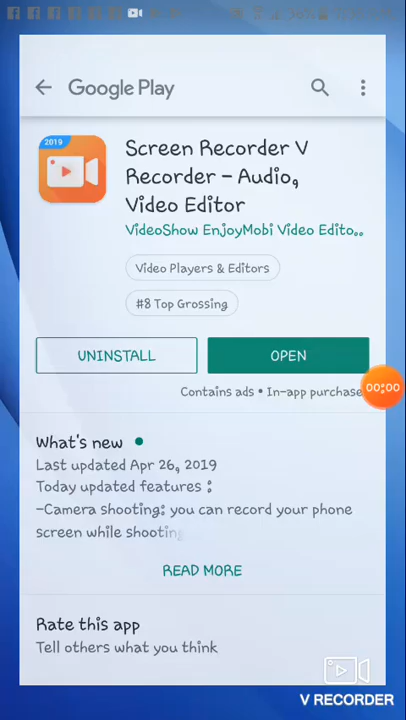 Google Play
2019
Screen Recorder V
Recorder – Audio,
Video Editor
VideoShow EnjoyMobi Video Edito..
Video Players & Editors
#8 Top Grossing
UNINSTALL
OPEN
Contains ads • In-app purchase
00:00
What's new
Last updated Apr 26, 2019
Today updated features :
-Camera shooting: you can record your phone
screen while shooting
READ MORE
Rate this app
Tell others what you think
V RECORDER